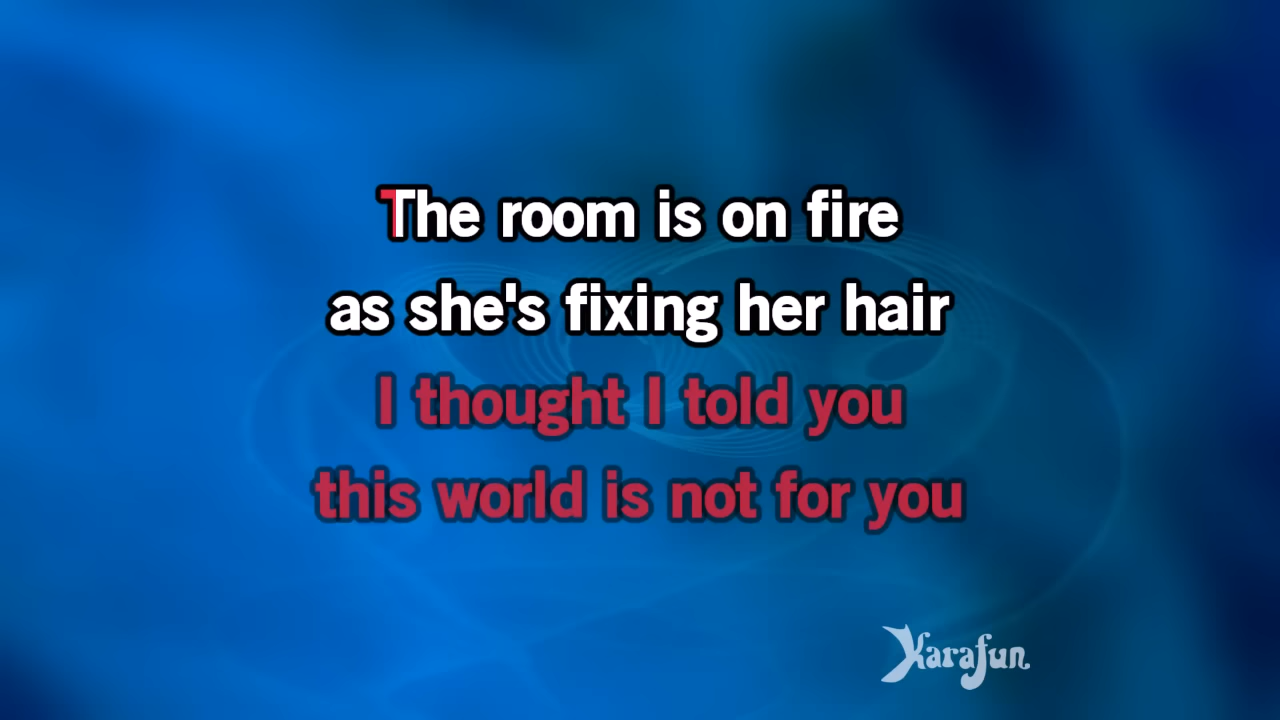 The room is on fire
as she's fixing her hair
I thought I told you
this world is not for you
Karafun